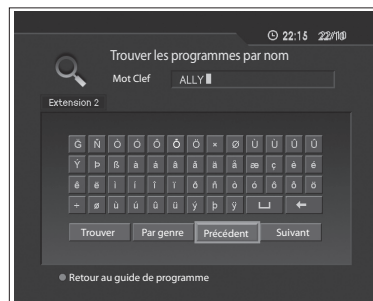 22:15 22/10
Trouver les programmes par nom
Mot Clef ALLY
Extension 2
Ý Þ ß à á â ã ä å æ ç è é
ê ë ì í î ï ð ñ ò ó ô õ ö
÷ ø ù ú û ü ý þ ÿ
Trouver Par genre Précédent Suivant
Retour au guide de programme